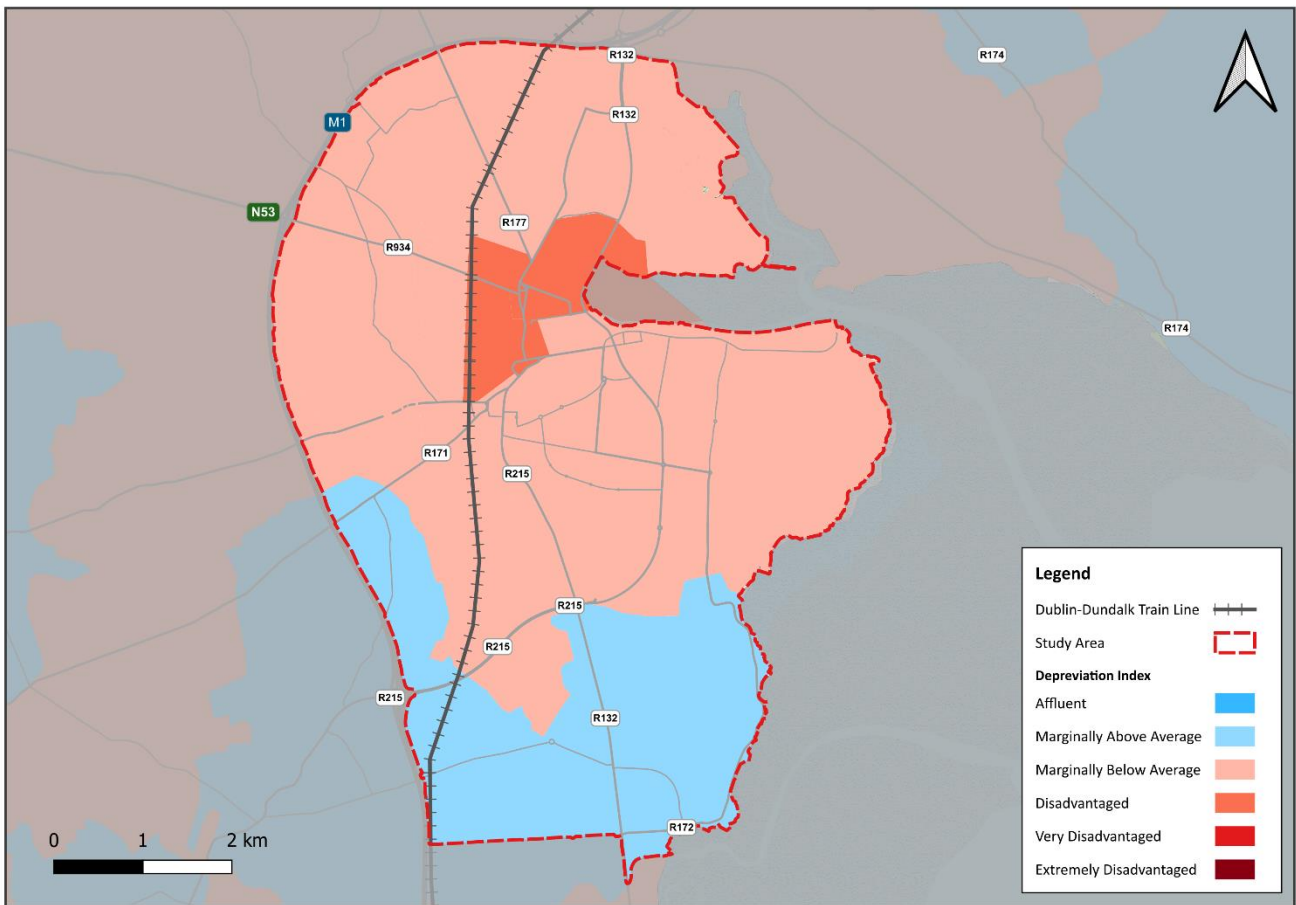 R132
R174
R132
M1
N53
R177
R934
R174
R171
R215
R215
R215
R215
R132
R172
0 1 2 km
Legend
Dublin-Dundalk Train Line
Study Area
Depreviation Index
Affluent
Marginally Above Average
Marginally Below Average
Disadvantaged
Very Disadvantaged
Extremely Disadvantaged